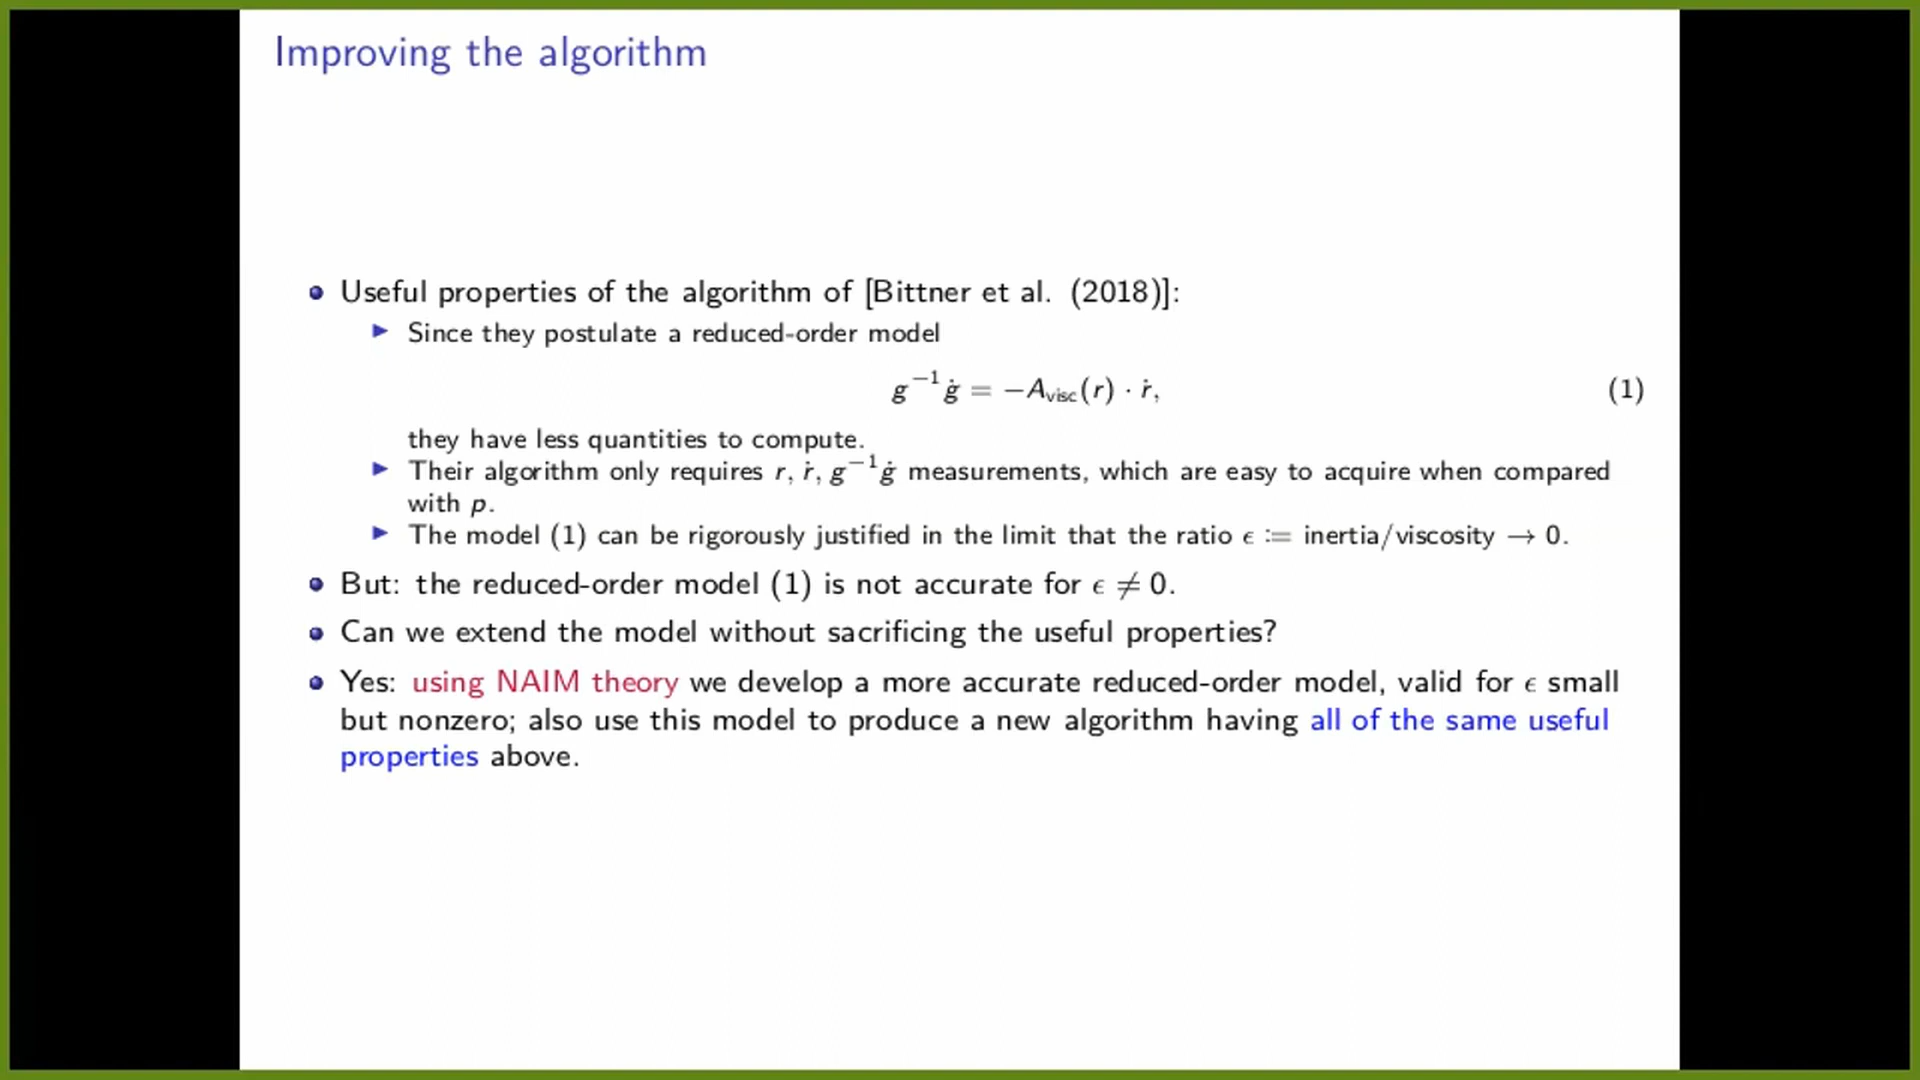 Improving the algorithm
Useful properties of the algorithm of [Bittner et al. (2018)]:
Since they postulate a reduced-order model
g⁻¹ġ = −A_visc(r) · ṙ, (1)
they have less quantities to compute.
Their algorithm only requires r, ṙ, g⁻¹ġ measurements, which are easy to acquire when compared
with p.
The model (1) can be rigorously justified in the limit that the ratio ϵ := inertia/viscosity → 0.
But: the reduced-order model (1) is not accurate for ϵ ≠ 0.
Can we extend the model without sacrificing the useful properties?
Yes: using NAIM theory we develop a more accurate reduced-order model, valid for ϵ small
but nonzero; also use this model to produce a new algorithm having all of the same useful
properties above.